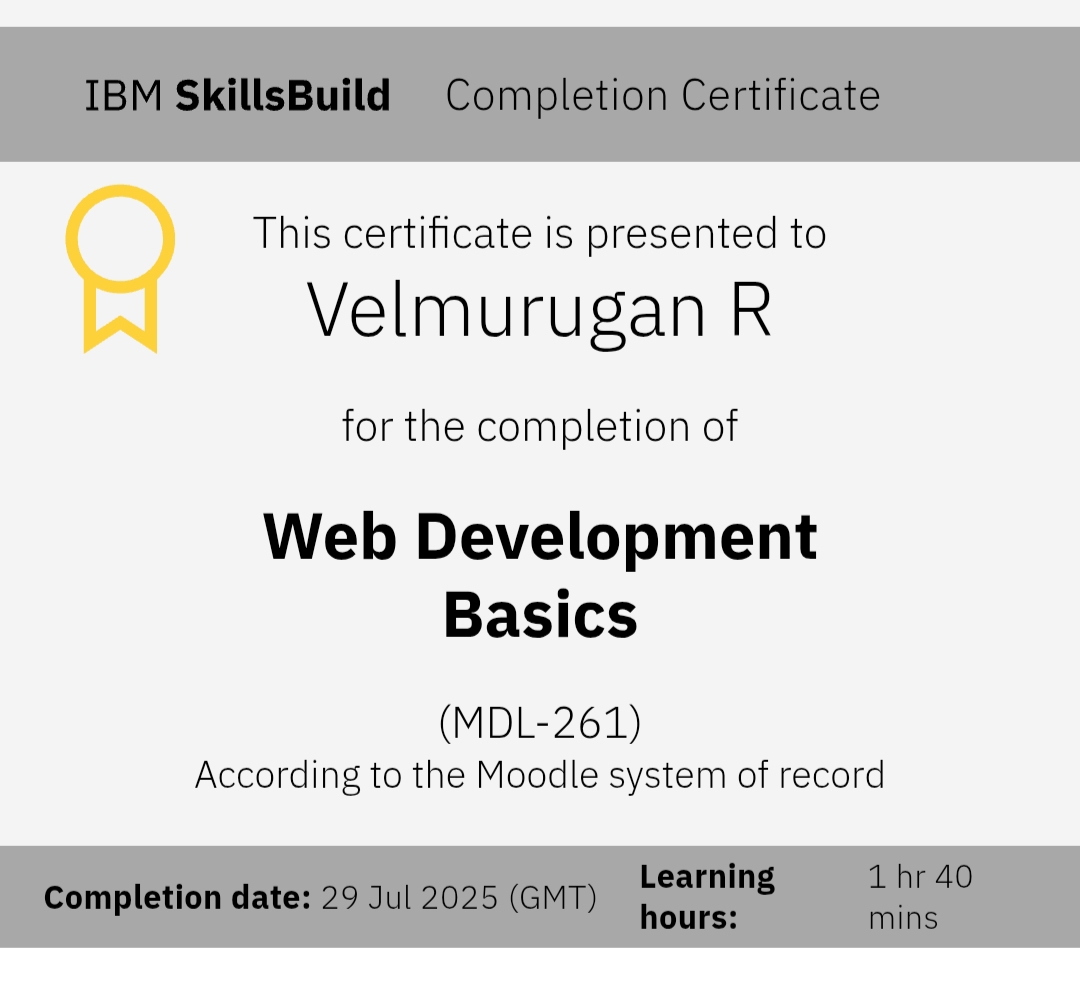 IBM SkillsBuild Completion Certificate
This certificate is presented to
Velmurugan R
for the completion of
Web Development
Basics
(MDL-261)
According to the Moodle system of record
Completion date: 29 Jul 2025 (GMT)
Learning
hours:
1 hr 40
mins